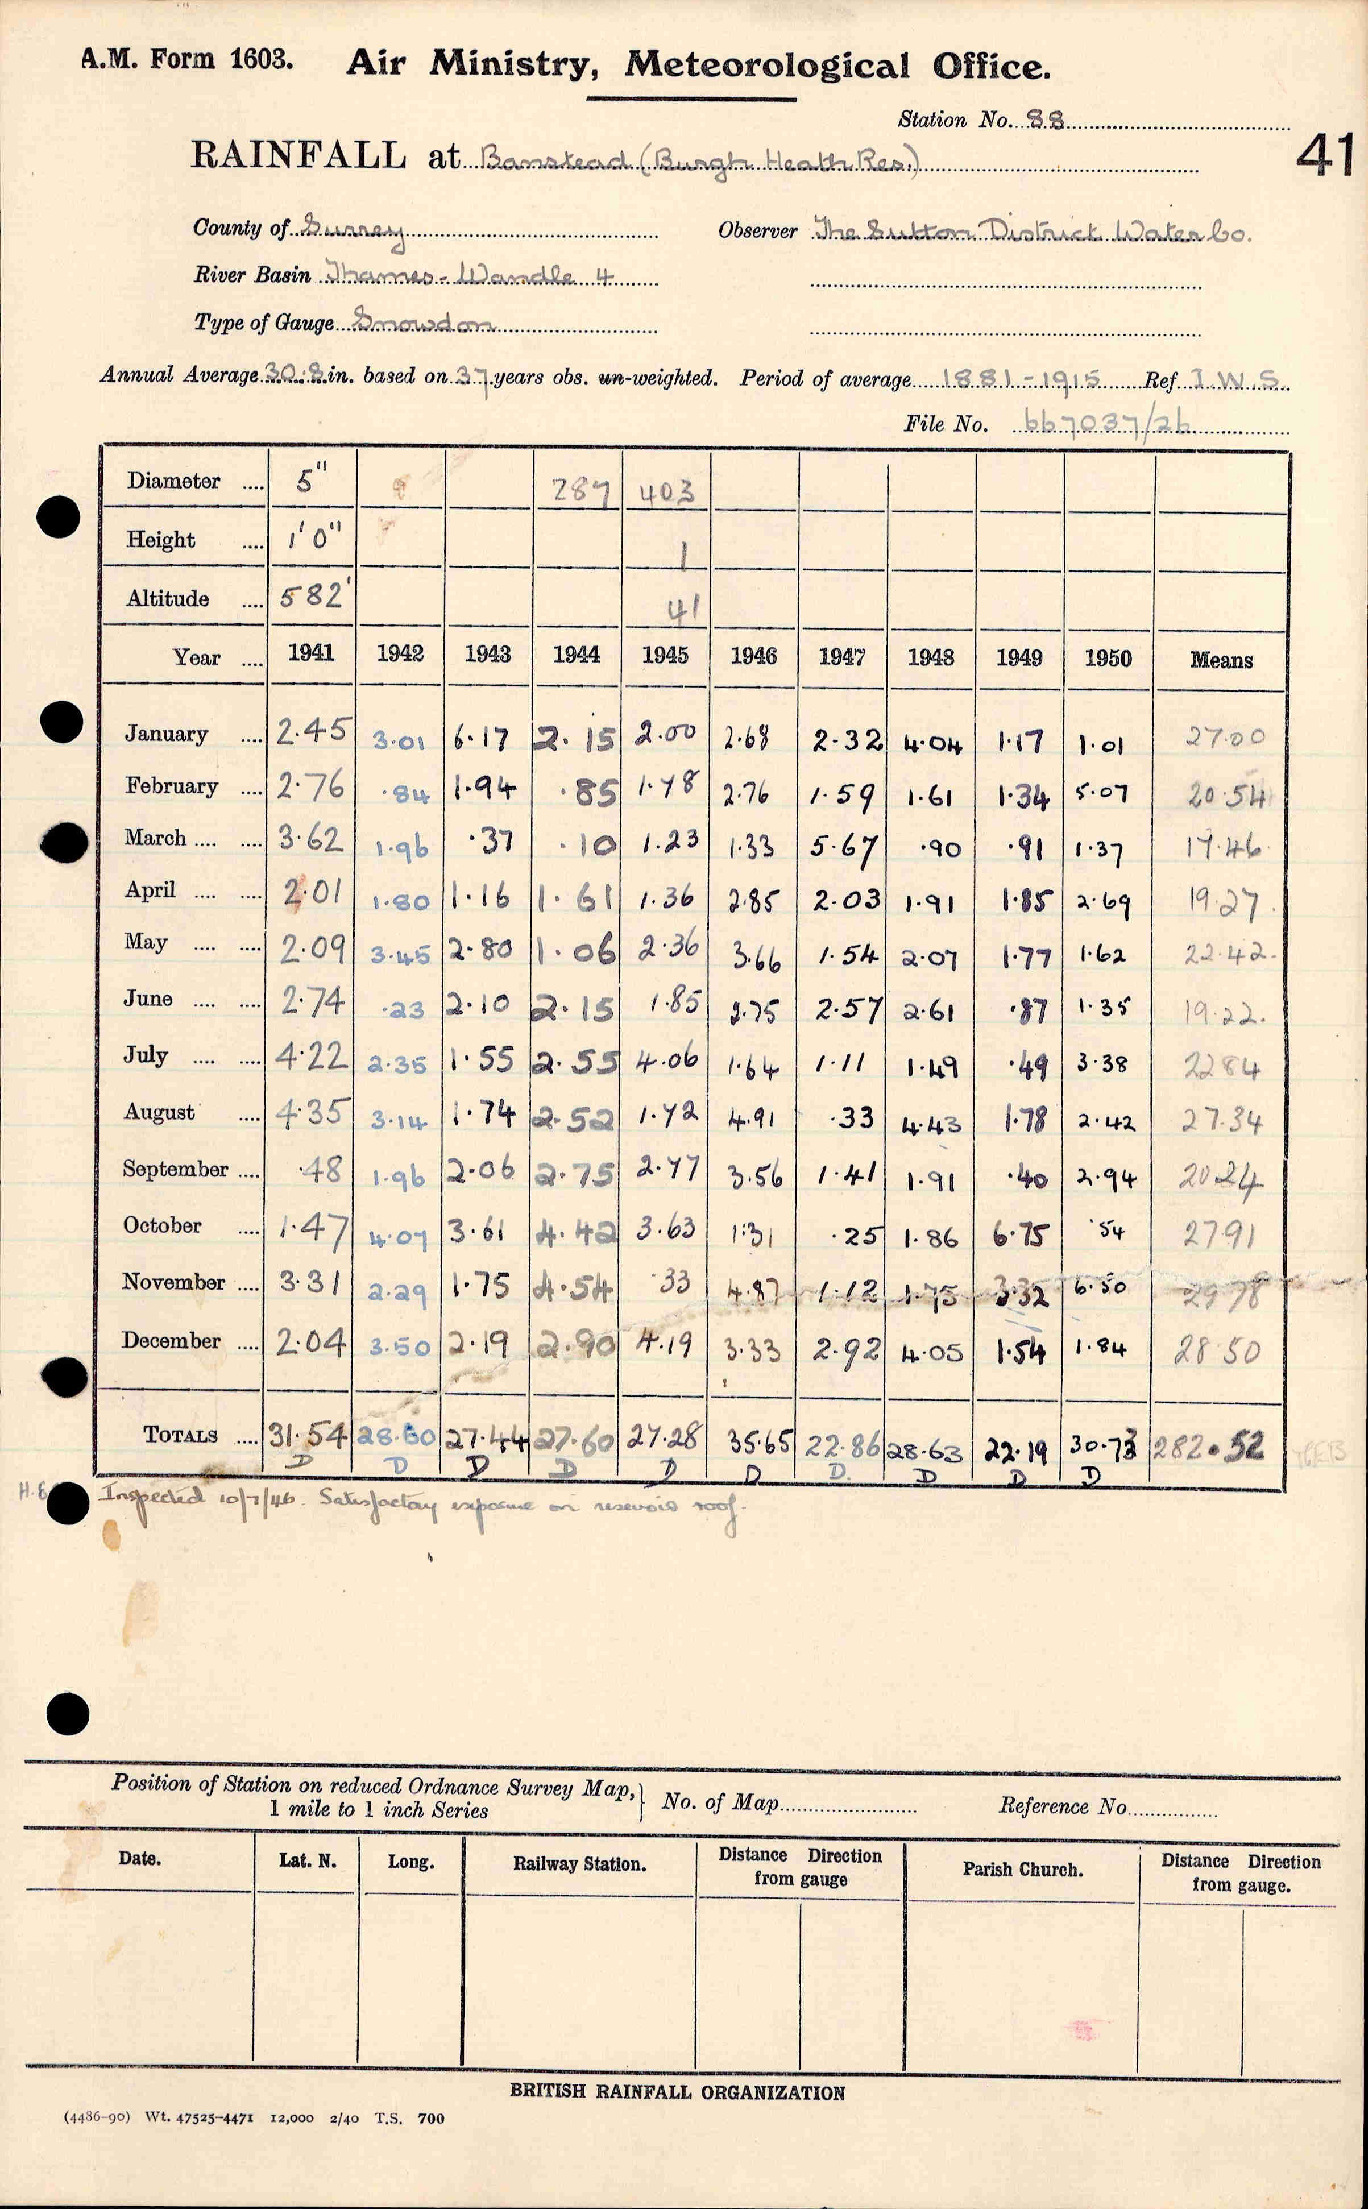 A.M. Form 1603. Air Ministry, Meteorological Office.
Station No. 88
41
RAINFALL at Banstead (Burgh Heath Res.)
County of Surrey Observer The Sutton District Water Co.
River Basin Thames - Wandle 4
Type of Gauge Snowdon
Annual Average 30.8 in. based on 37 years obs. un-weighted. Period of average 1881-1915 Ref I.W.S.
File No. 667037/26
Diameter .... 5" 287 403
Height .... 1'0" 1
Altitude .... 582' 41
Year .... 1941 1942 1943 1944 1945 1946 1947 1948 1949 1950 Means
January .... 2.45 3.01 6.17 2.15 2.00 2.68 2.32 4.04 1.17 1.01 27.00
February .... 2.76 .84 1.94 .85 1.78 2.76 1.59 1.61 1.34 5.07 20.54
March .... .... 3.62 1.96 .37 .10 1.23 1.33 5.67 .90 .91 1.37 17.46
April .... .... 2.01 1.80 1.16 1.61 1.36 2.85 2.03 1.91 1.85 2.69 19.27
May .... .... 2.09 3.45 2.80 1.06 2.36 3.66 1.54 2.07 1.77 1.62 22.42
June .... .... 2.74 .23 2.10 2.15 1.85 2.75 2.57 2.61 .87 1.35 19.22
July .... .... 4.22 2.35 1.55 2.55 4.06 1.64 1.11 1.49 .49 3.38 22 84
August .... 4.35 3.14 1.74 2.52 1.72 4.91 .33 4.43 1.78 2.42 27.34
September .... .48 1.96 2.06 2.75 2.77 3.56 1.41 1.91 .40 2.94 20 24
October .... 1.47 4.07 3.61 4.42 3.63 1.31 .25 1.86 6.75 .54 27 91
November .... 3.31 2.29 1.75 4.54 .33 4.87 1.12 1.75 3.32 6.50 29 78
December .... 2.04 3.50 2.19 2.90 4.19 3.33 2.92 4.05 1.54 1.84 28.50
TOTALS .... 31.54 28.60 27.44 27.60 27.28 35.65 22.86 28.63 22.19 30.73 282.52
D D D D D D D. D D D
Inspected 10/7/46. Satisfactory exposure on reservoir roof.
Position of Station on reduced Ordnance Survey Map, } No. of Map Reference No.
1 mile to 1 inch Series
Date. Lat. N. Long. Railway Station. Distance Direction from gauge Parish Church. Distance Direction from gauge.
BRITISH RAINFALL ORGANIZATION
(4486-90) Wt. 47525-4471 12,000 2/40 T.S. 700